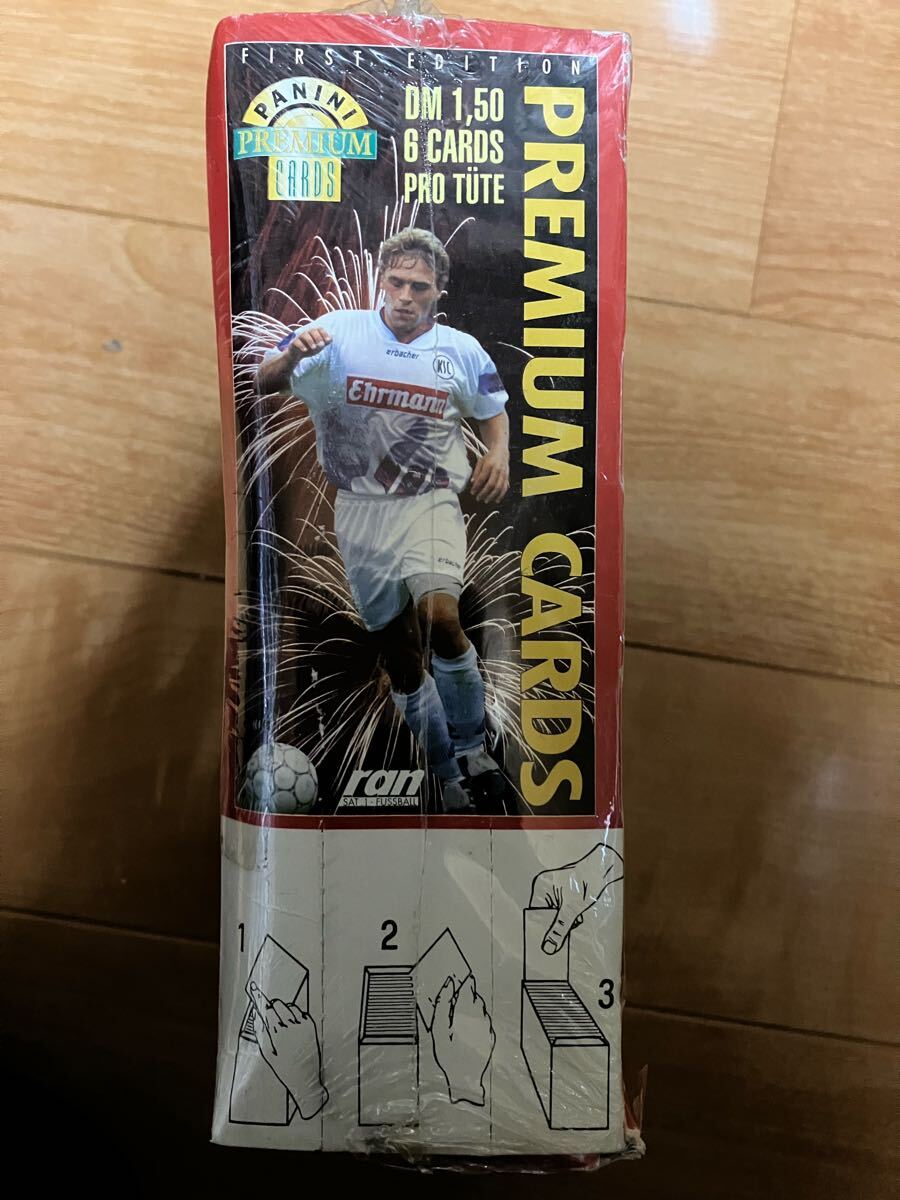 FIRST EDITION
PANINI
PREMIUM
CARDS
DM 1,50
6 CARDS
PRO TÜTE
PREMIUM CARDS
erbacher
KSC
Ehrmann
erbacher
ran
SAT.1-FUSSBALL
1
2
3